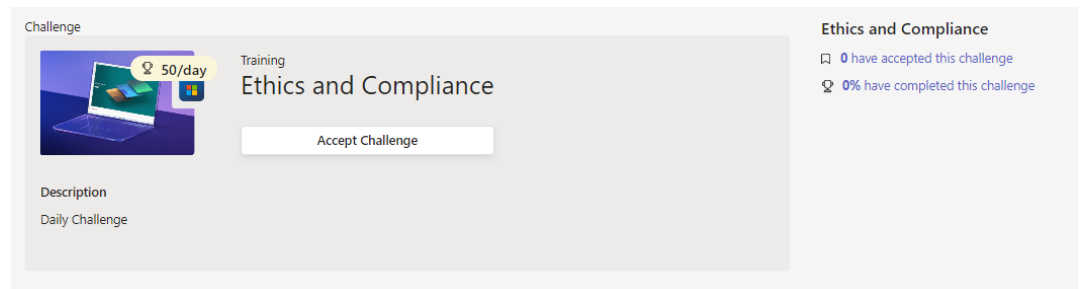 Challenge
50/day
Training
Ethics and Compliance
Accept Challenge
Description
Daily Challenge
Ethics and Compliance
0 have accepted this challenge
0% have completed this challenge